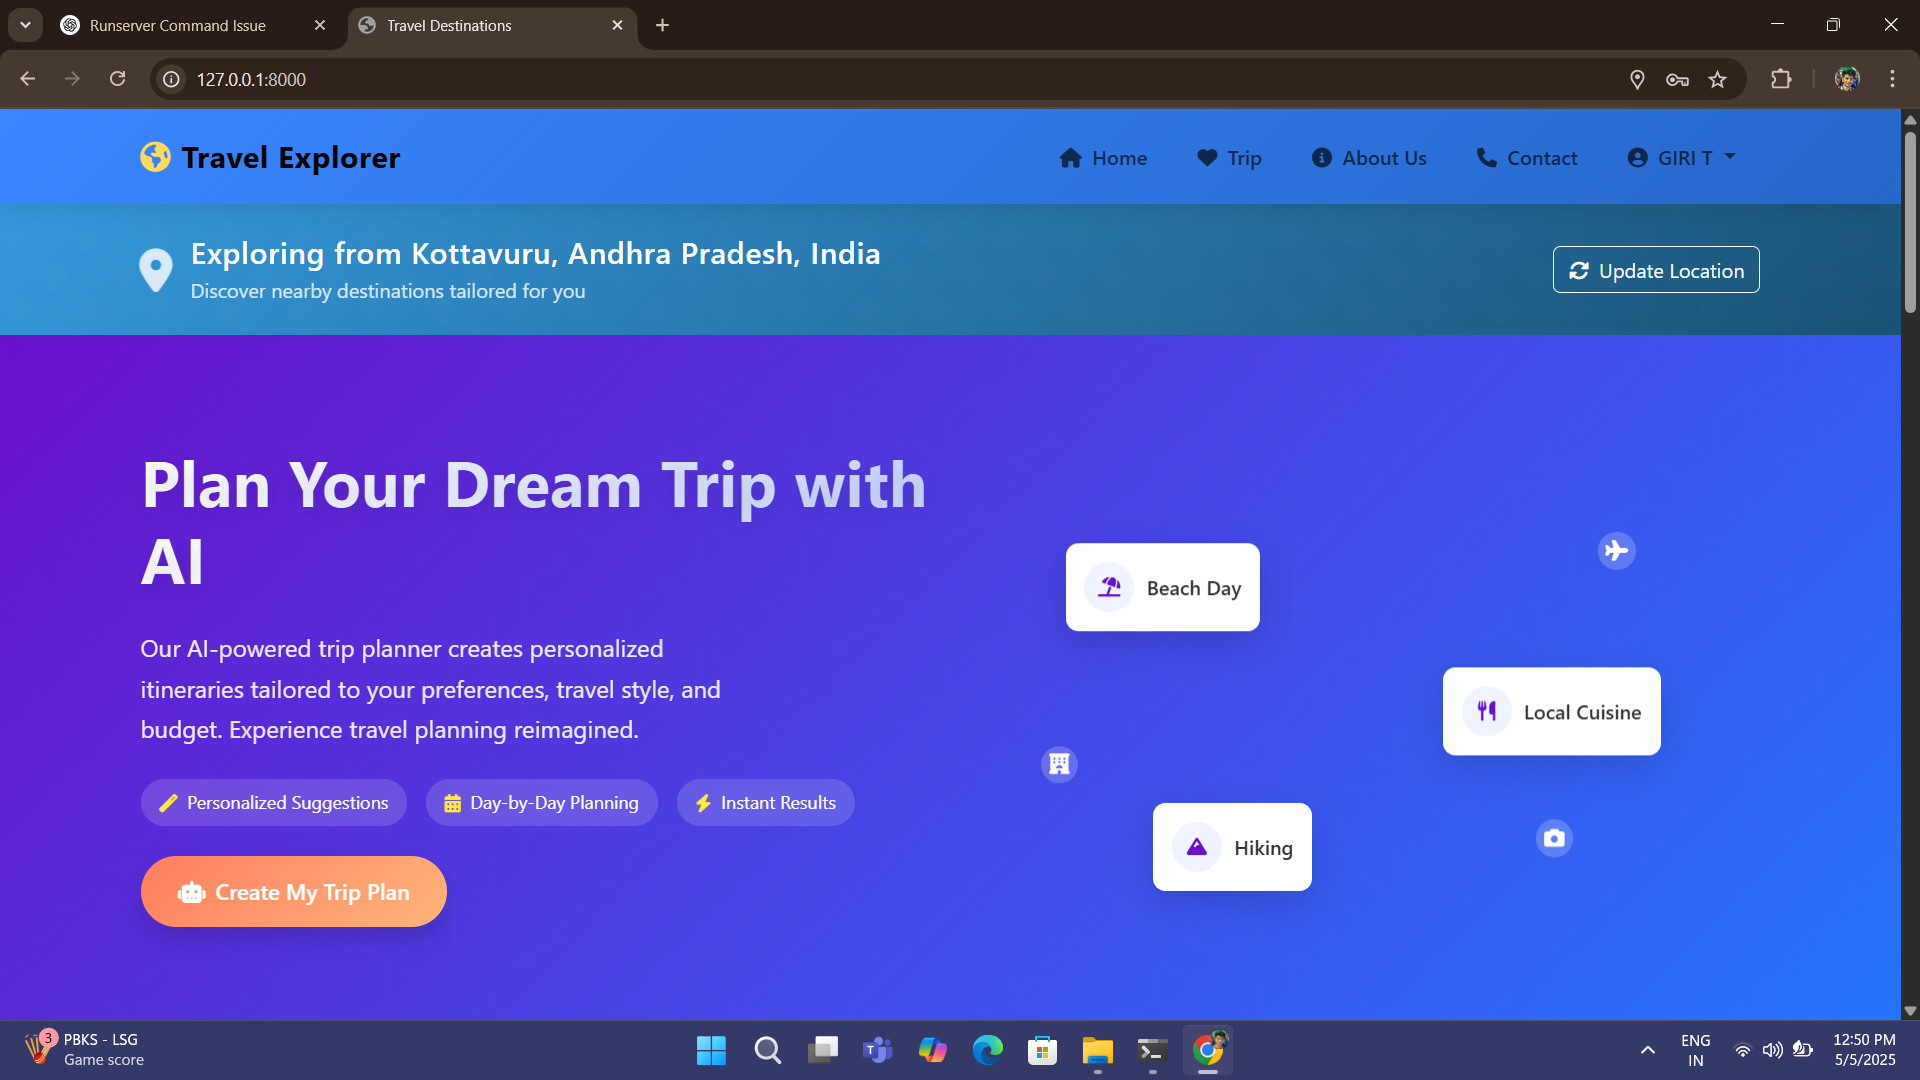 Runserver Command Issue
Travel Destinations
127.0.0.1:8000
Travel Explorer
Home
Trip
About Us
Contact
GIRI T
Exploring from Kottavuru, Andhra Pradesh, India
Discover nearby destinations tailored for you
Update Location
Plan Your Dream Trip with
AI
Our AI-powered trip planner creates personalized
itineraries tailored to your preferences, travel style, and
budget. Experience travel planning reimagined.
Personalized Suggestions
Day-by-Day Planning
Instant Results
Create My Trip Plan
Beach Day
Local Cuisine
Hiking
3
PBKS - LSG
Game score
ENG
IN
12:50 PM
5/5/2025